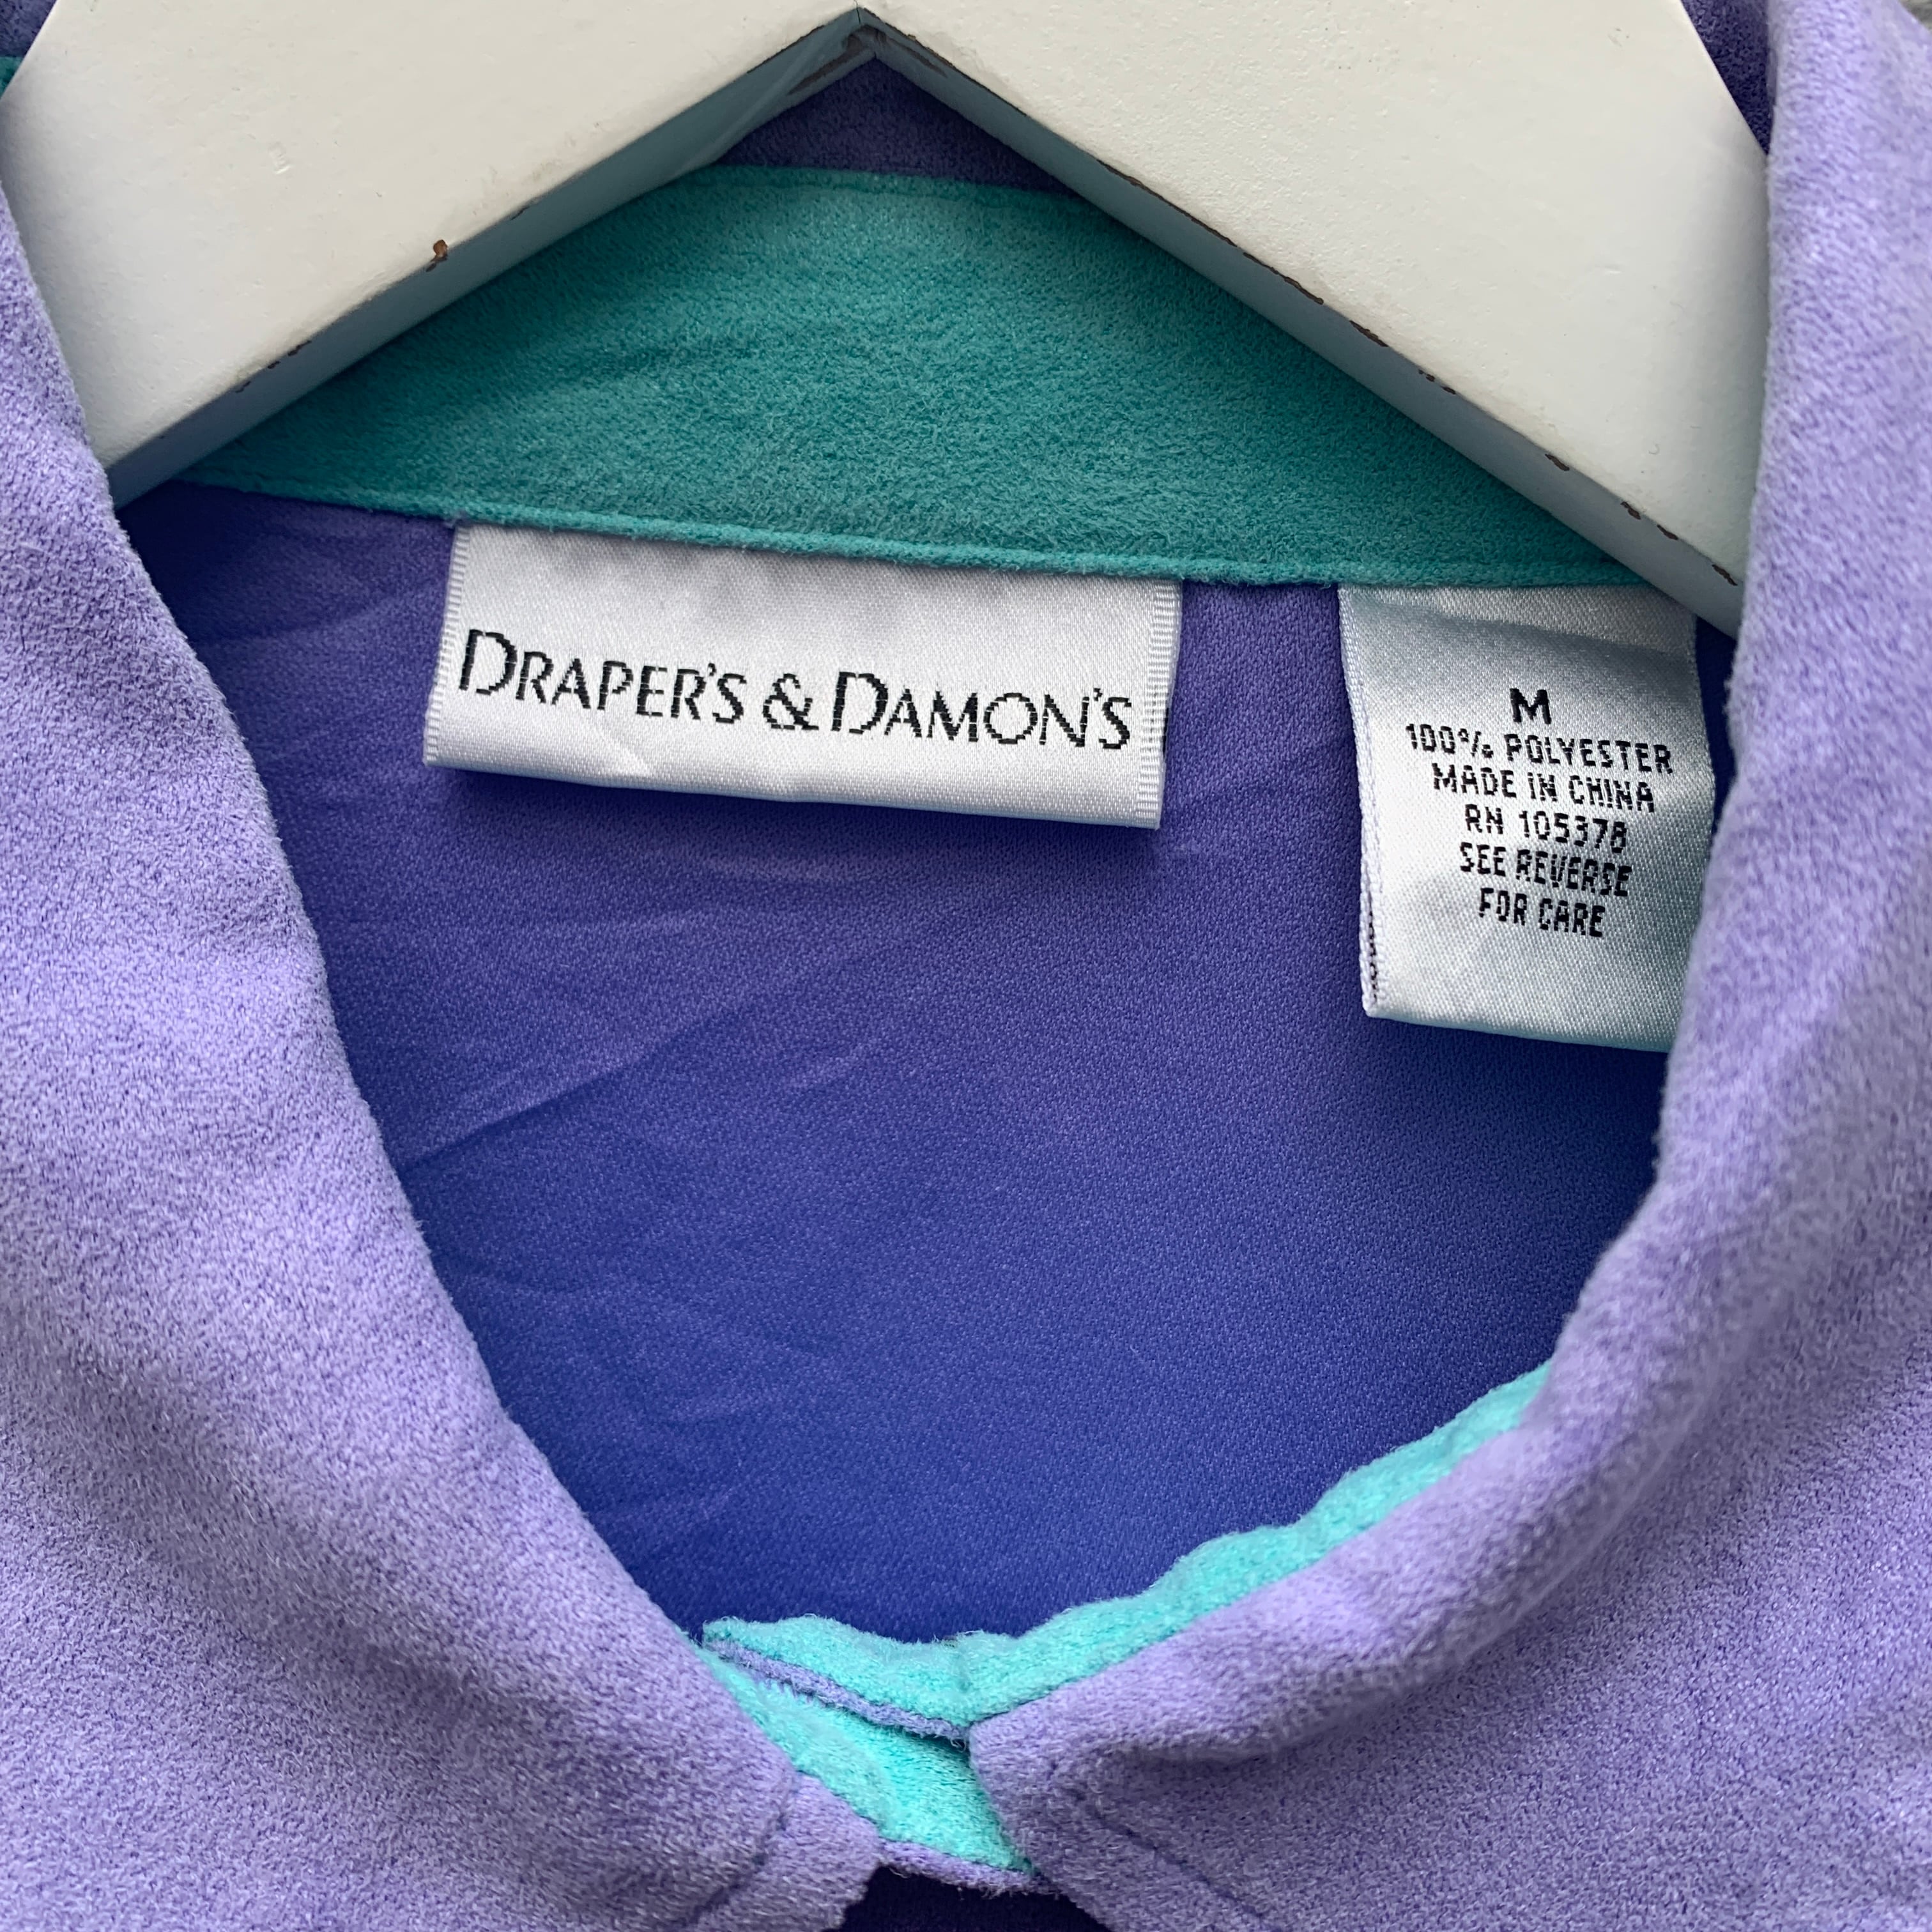 DRAPER'S & DAMON'S
M
100% POLYESTER
MADE IN CHINA
RN 105378
SEE REVERSE
FOR CARE